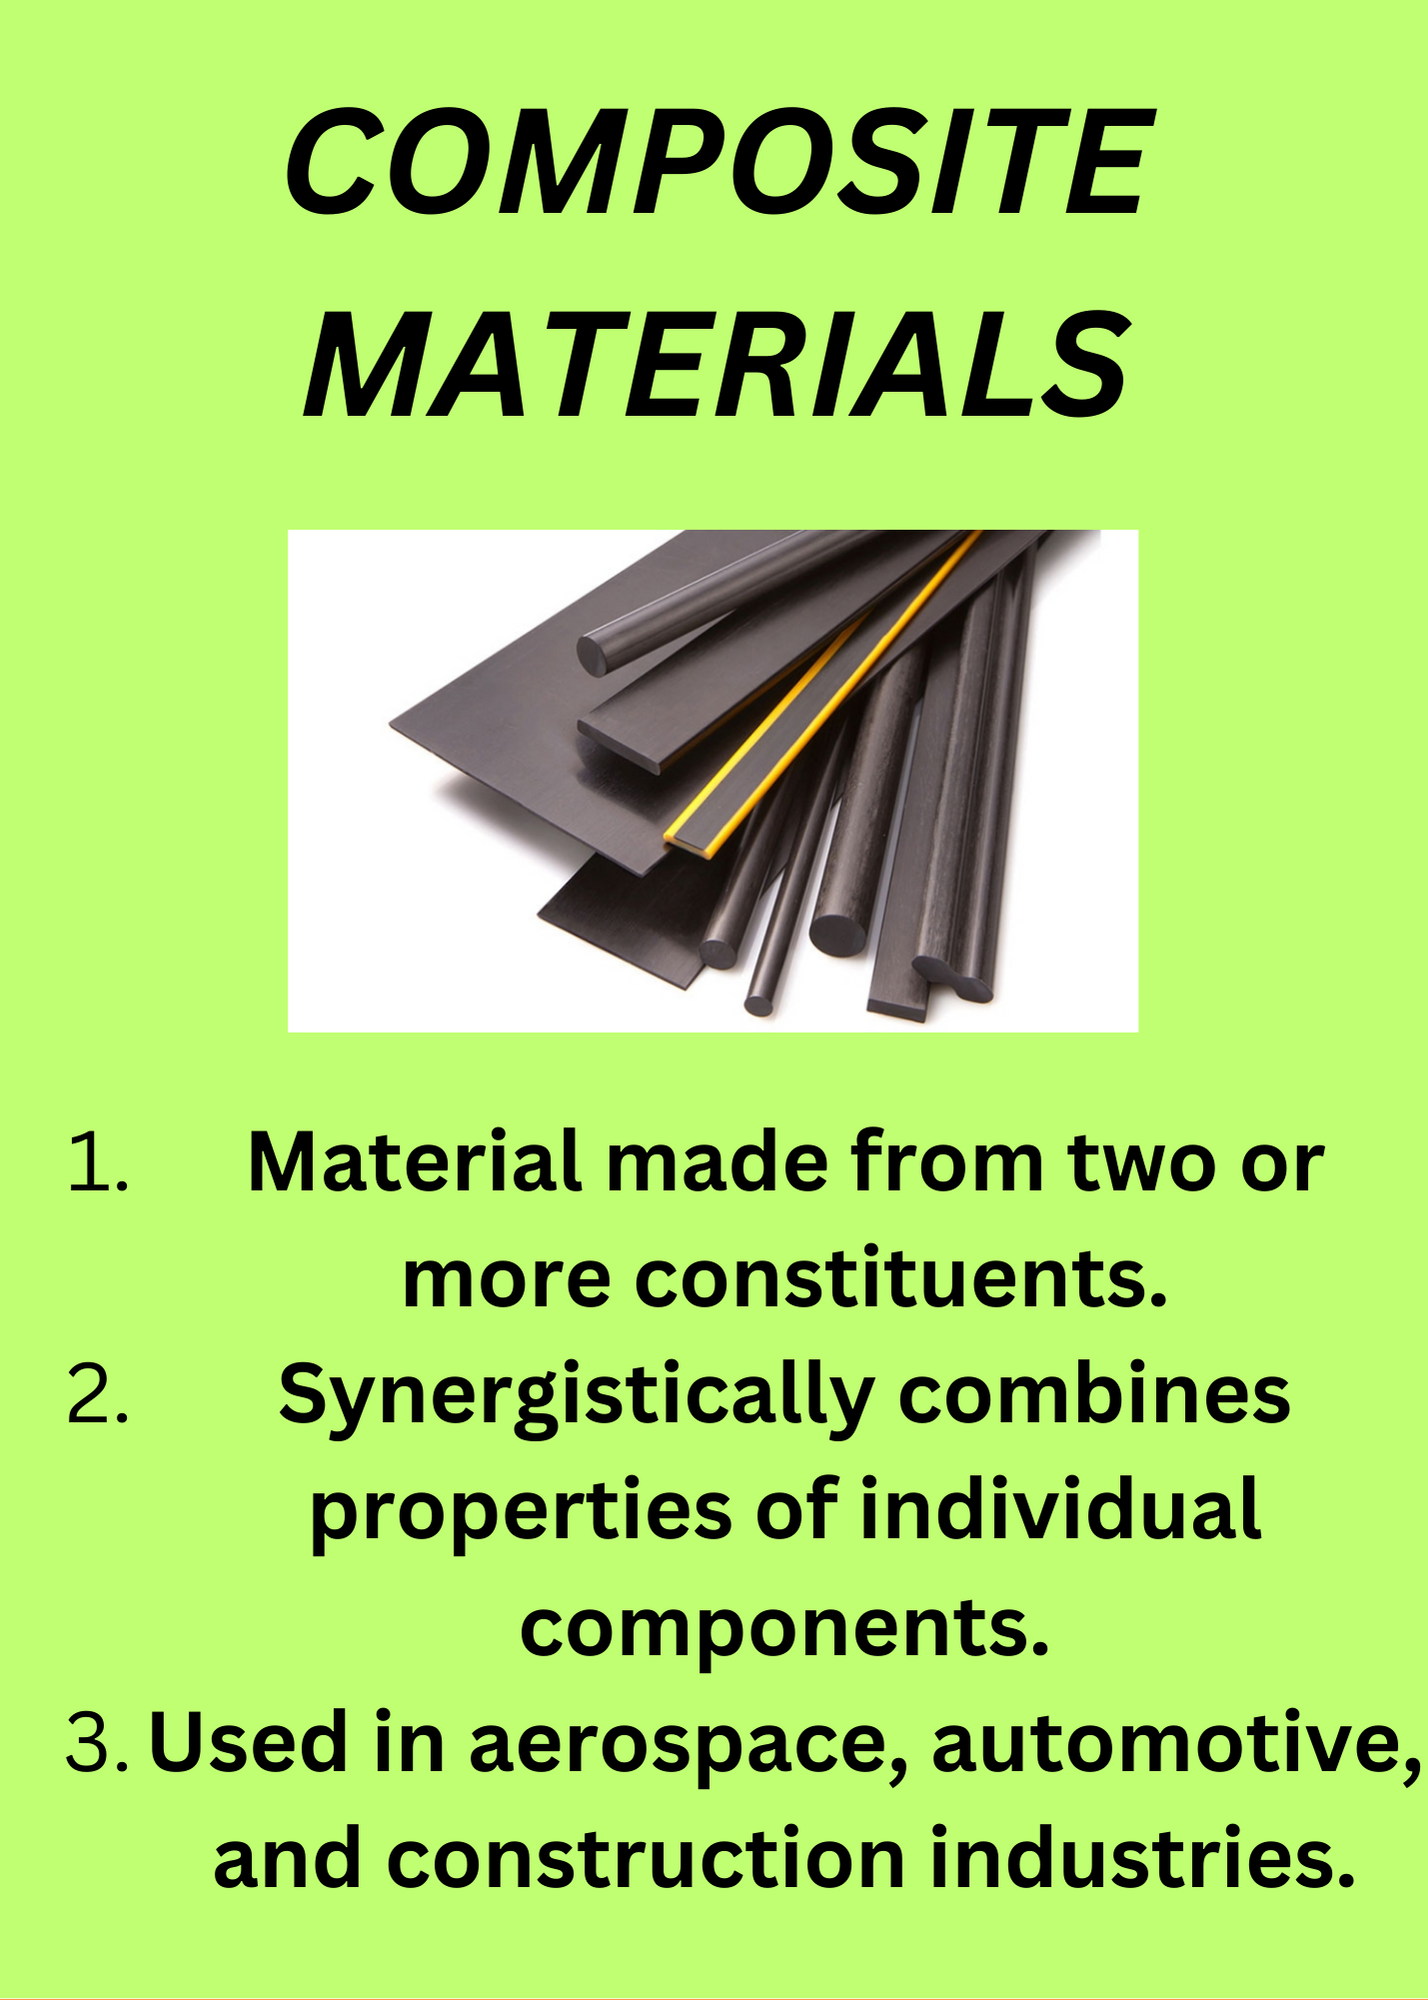 COMPOSITE
MATERIALS
1. Material made from two or
more constituents.
2. Synergistically combines
properties of individual
components.
3. Used in aerospace, automotive,
and construction industries.